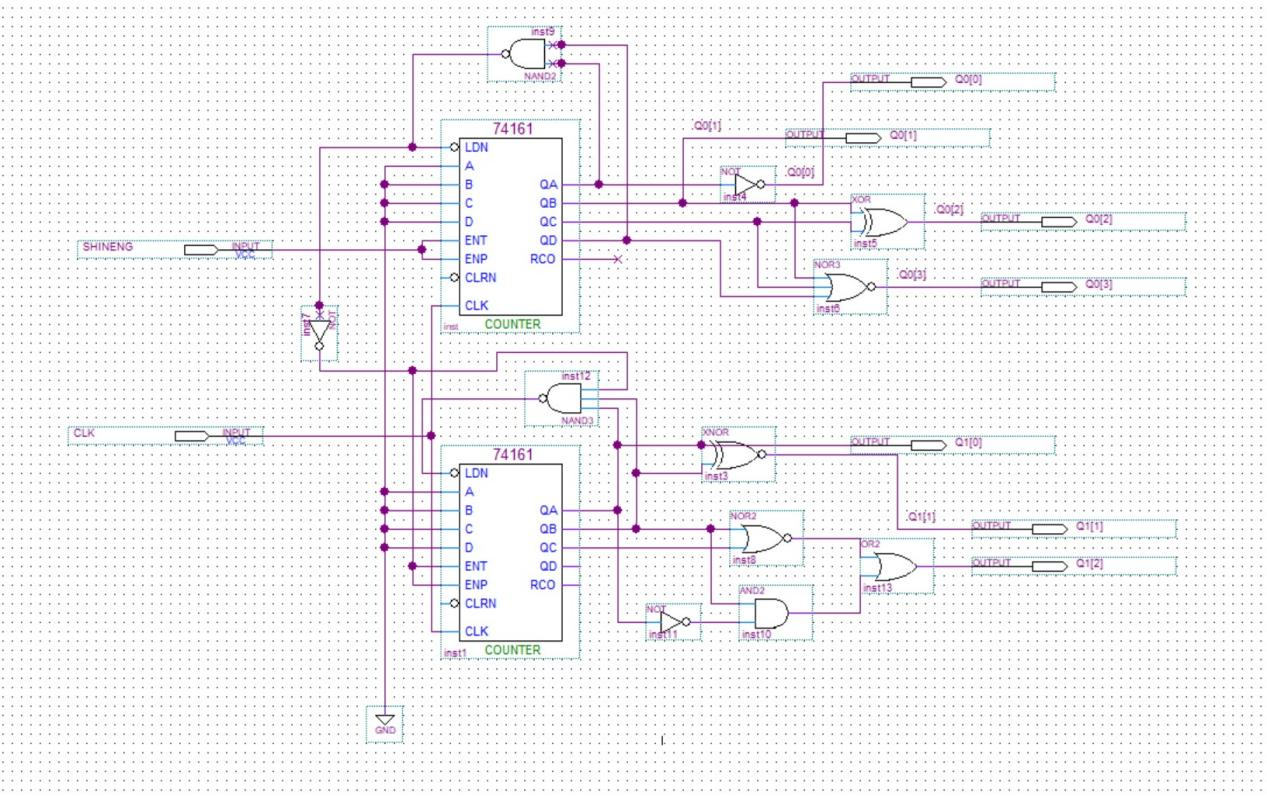 inst9
NAND2
OUTPUT Q0[0]
Q0[1]
OUTPUT Q0[1]
74161
LDN
A
B QA
C QB
D QC
ENT QD
ENP RCO
CLRN
CLK
inst COUNTER
NOT Q0[0]
inst4
XOR
inst5
Q0[2]
OUTPUT Q0[2]
NOR3
inst6
Q0[3]
OUTPUT Q0[3]
SHINENG INPUT
VCC
inst7 NOT
inst12
NAND3
CLK INPUT
VCC
XNOR
inst3
OUTPUT Q1[0]
74161
LDN
A
B QA
C QB
D QC
ENT QD
ENP RCO
CLRN
CLK
inst1 COUNTER
Q1[1]
OUTPUT Q1[1]
NOR2
inst8
OR2
inst13
OUTPUT Q1[2]
NOT
inst11
AND2
inst10
GND